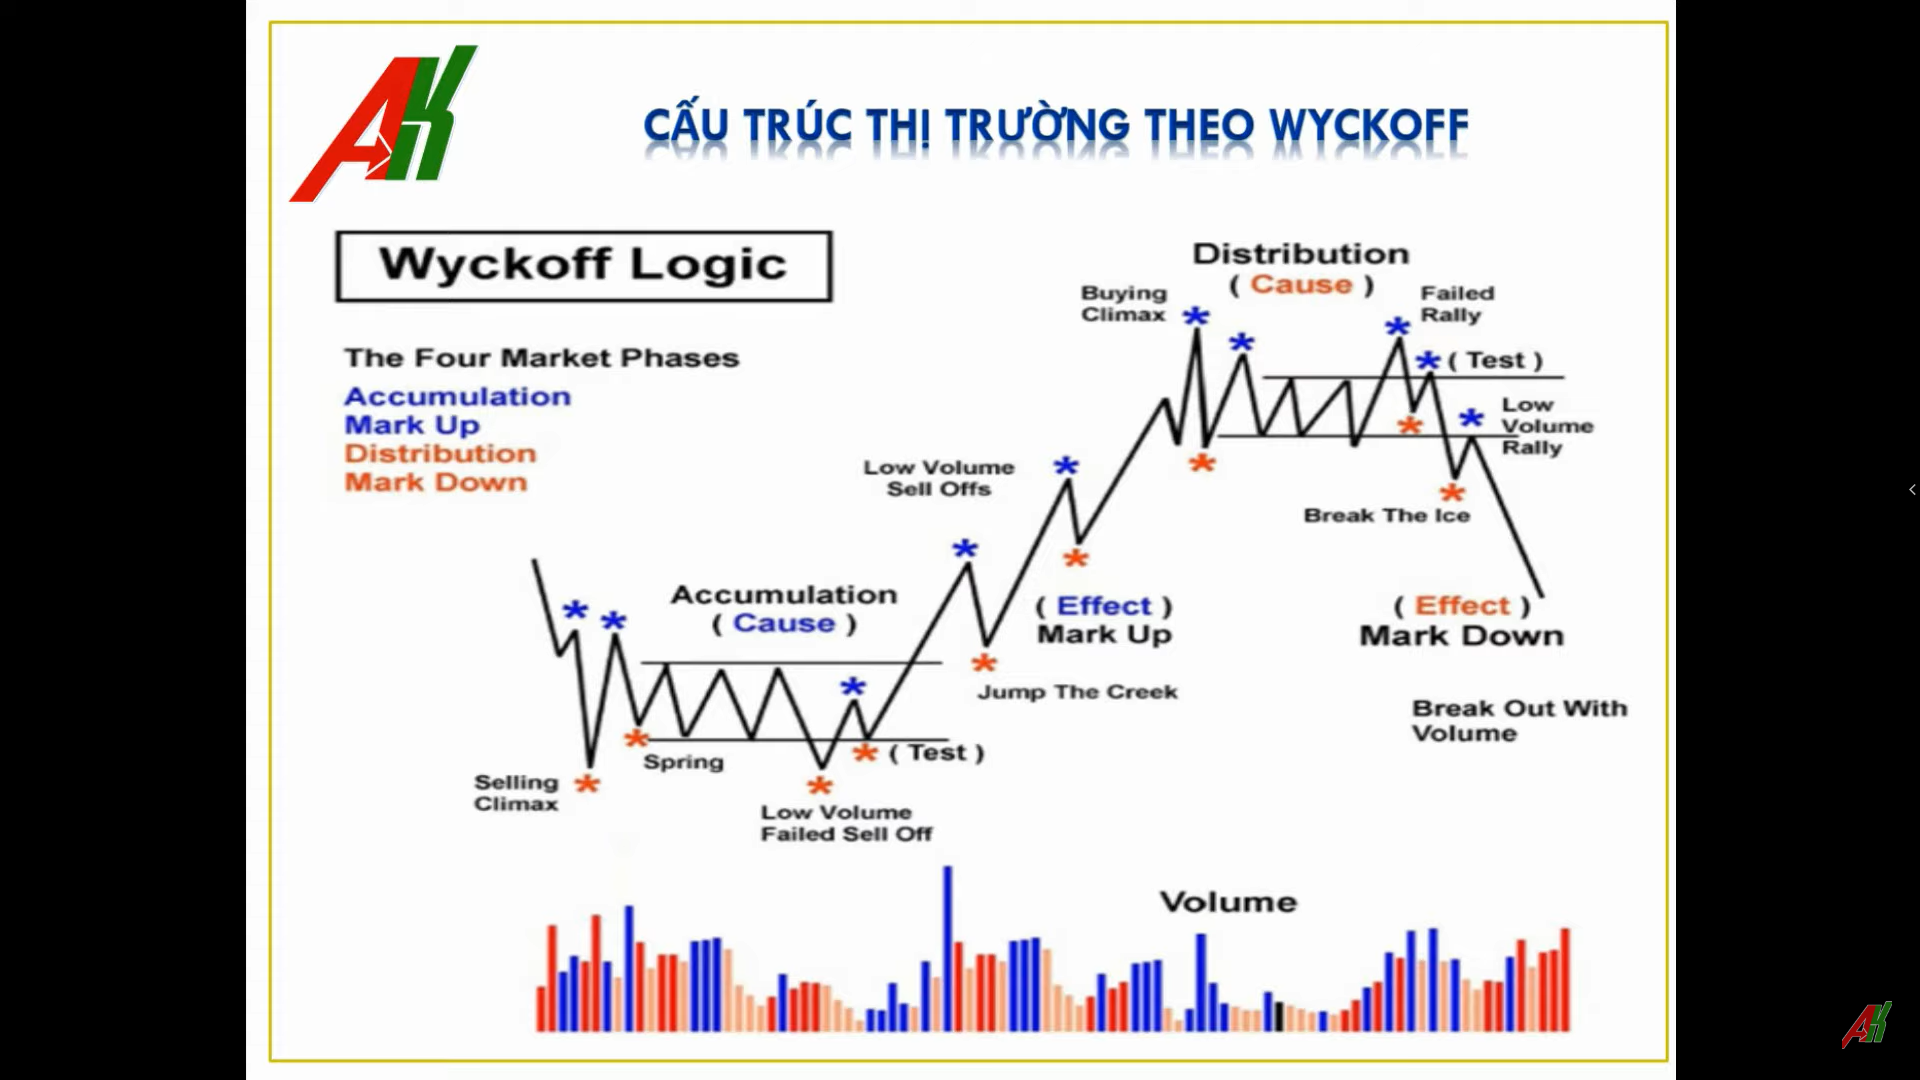 AK
CẤU TRÚC THỊ TRƯỜNG THEO WYCKOFF
Wyckoff Logic
The Four Market Phases
Accumulation
Mark Up
Distribution
Mark Down
Distribution
( Cause )
Buying
Climax
Failed
Rally
( Test )
Low
Volume
Rally
Break The Ice
Low Volume
Sell Offs
Accumulation
( Cause )
( Effect )
Mark Up
( Effect )
Mark Down
Jump The Creek
Break Out With
Volume
Spring
( Test )
Selling
Climax
Low Volume
Failed Sell Off
Volume
AK